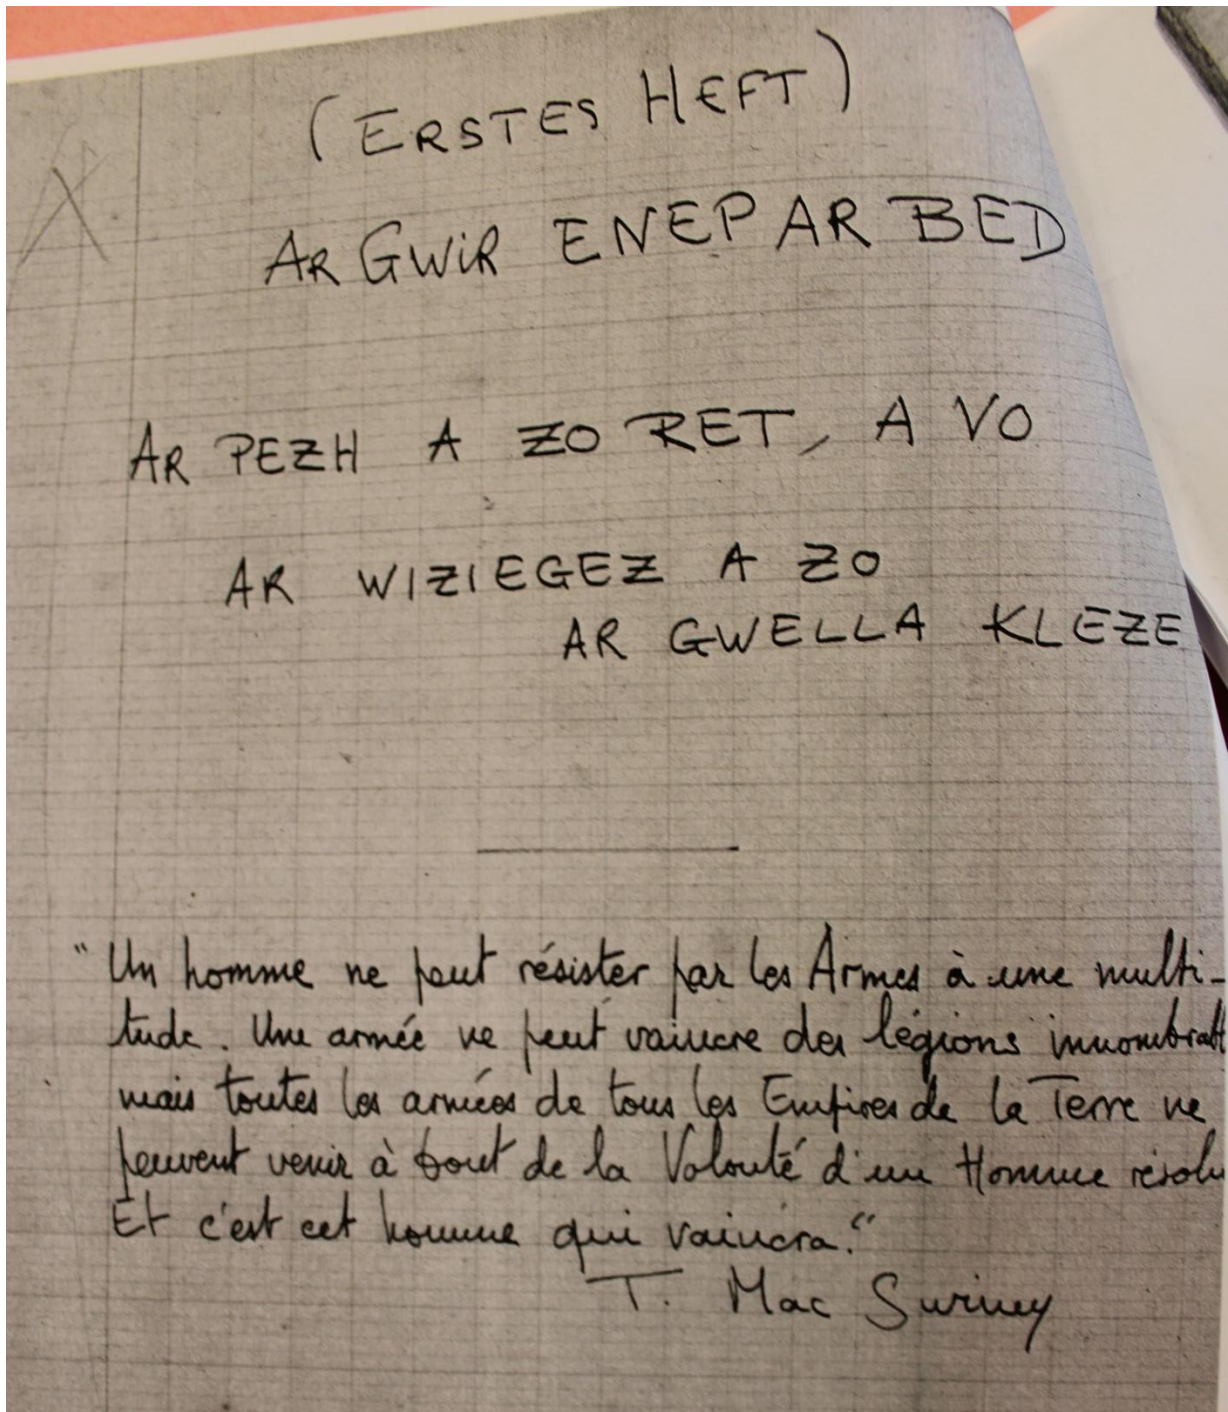 (ERSTES HEFT)
AR GWIR ENEP AR BED
AR PEZH A ZO RET, A VO
AR WIZIEGEZ A ZO
AR GWELLA KLEZE
"Un homme ne peut résister par les Armes à une multi-
tude. Une armée ne peut vaincre des légions innombrabl
mais toutes les armées de tous les Empires de la Terre ne
peuvent venir à bout de la Volonté d'un Homme résolu
Et c'est cet homme qui vaincra."
T. Mac Swiney